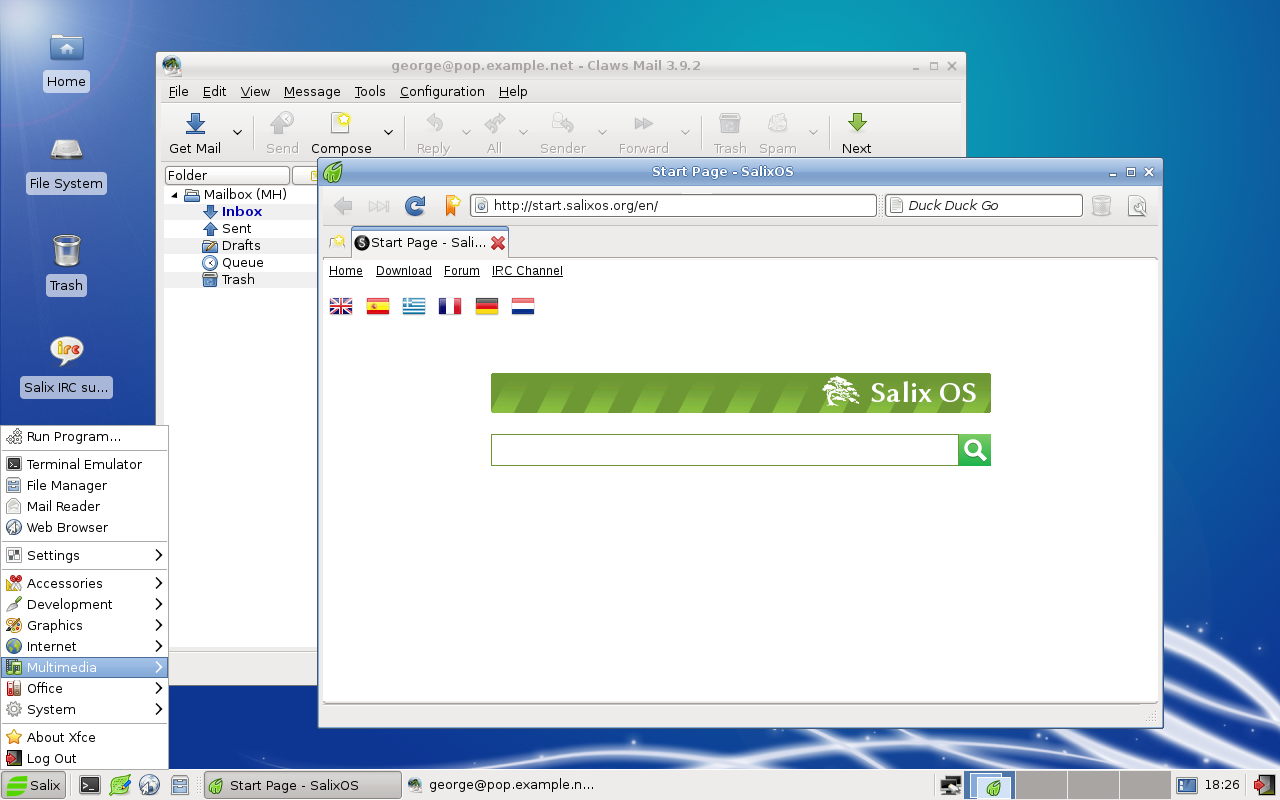 Home
File System
Trash
Salix IRC su...
george@pop.example.net - Claws Mail 3.9.2
File Edit View Message Tools Configuration Help
Get Mail Send Compose Reply All Sender Forward Trash Spam Next
Folder
Mailbox (MH)
Inbox
Sent
Drafts
Queue
Trash
Start Page - SalixOS
http://start.salixos.org/en/ Duck Duck Go
Start Page - Sali...
Home Download Forum IRC Channel
Salix OS
Run Program...
Terminal Emulator
File Manager
Mail Reader
Web Browser
Settings
Accessories
Development
Graphics
Internet
Multimedia
Office
System
About Xfce
Log Out
Salix Start Page - SalixOS george@pop.example.n... 18:26